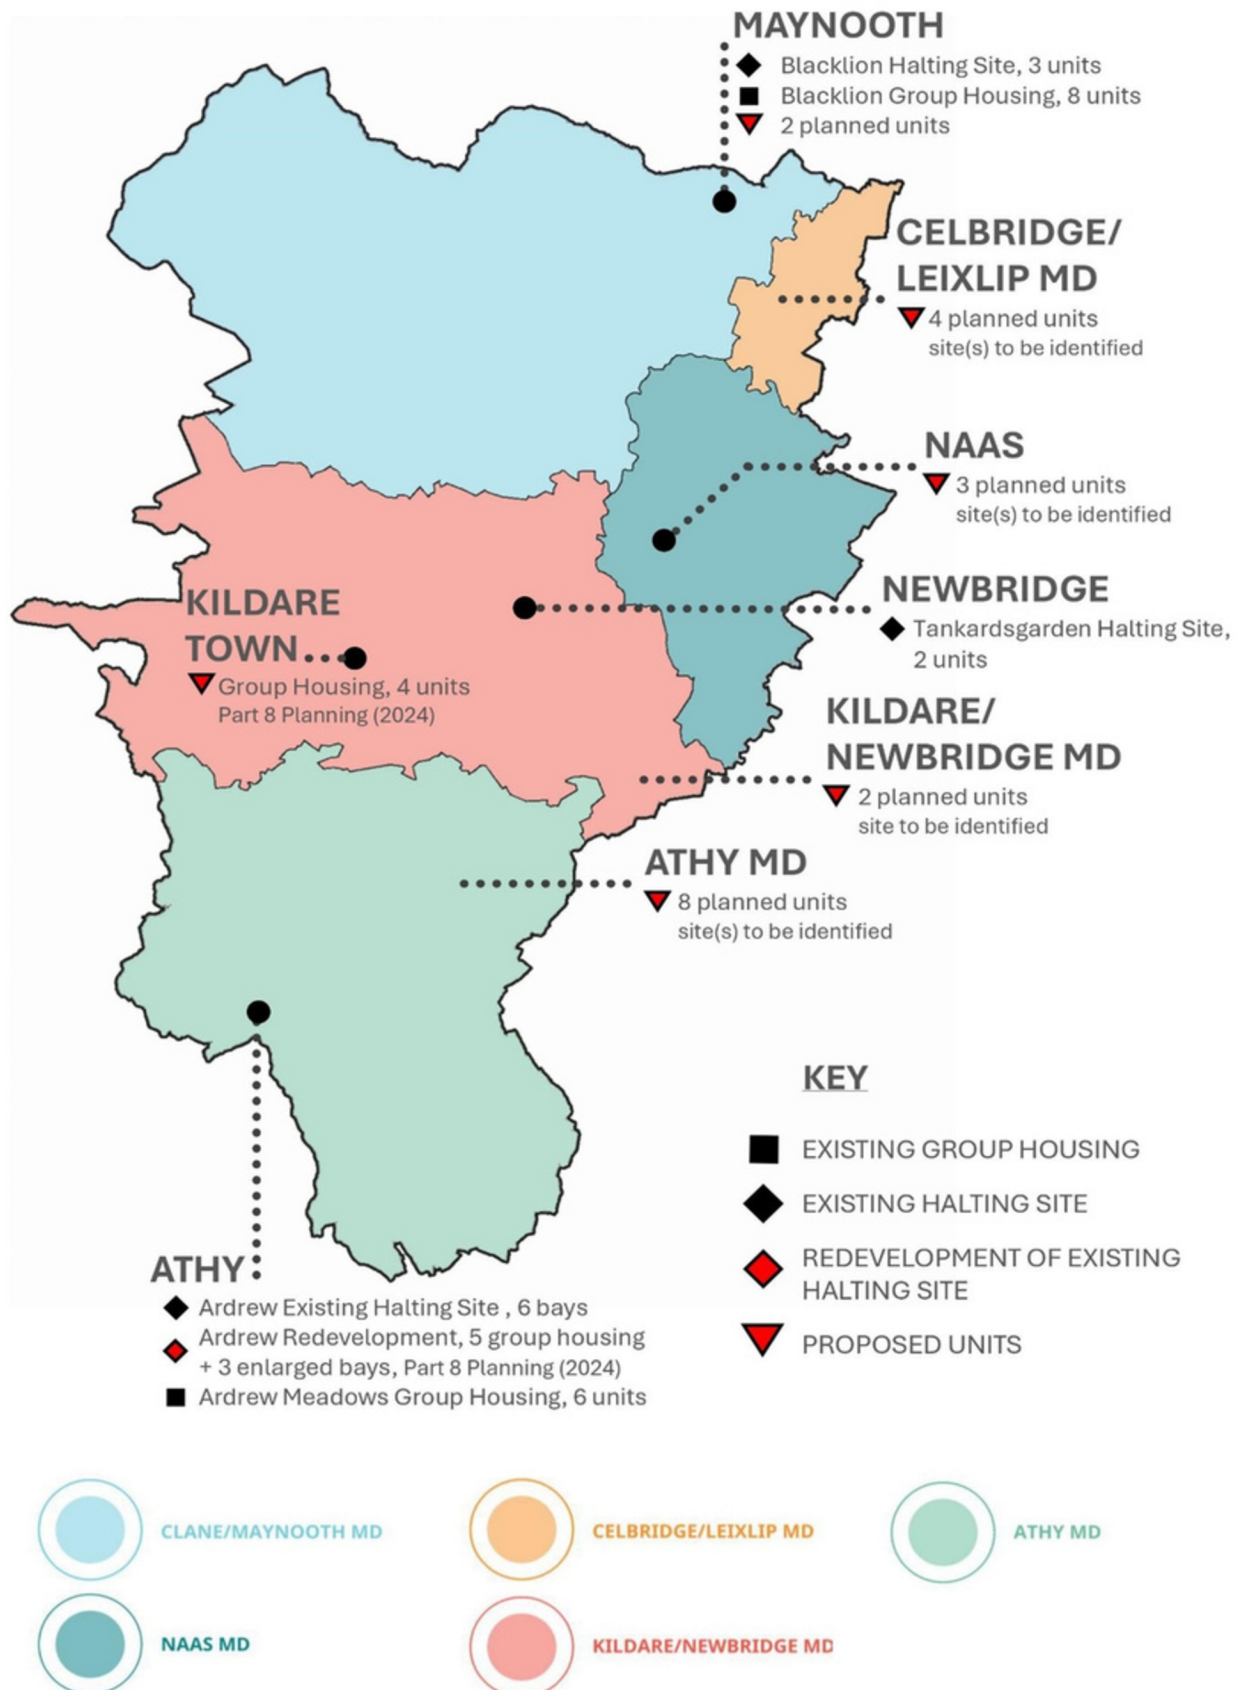 MAYNOOTH
Blacklion Halting Site, 3 units
Blacklion Group Housing, 8 units
2 planned units
CELBRIDGE/
LEIXLIP MD
4 planned units
site(s) to be identified
NAAS
3 planned units
site(s) to be identified
NEWBRIDGE
Tankardsgarden Halting Site,
2 units
KILDARE
TOWN
Group Housing, 4 units
Part 8 Planning (2024)
KILDARE/
NEWBRIDGE MD
2 planned units
site to be identified
ATHY MD
8 planned units
site(s) to be identified
KEY
EXISTING GROUP HOUSING
EXISTING HALTING SITE
REDEVELOPMENT OF EXISTING
HALTING SITE
PROPOSED UNITS
ATHY
Ardrew Existing Halting Site , 6 bays
Ardrew Redevelopment, 5 group housing
+ 3 enlarged bays, Part 8 Planning (2024)
Ardrew Meadows Group Housing, 6 units
CLANE/MAYNOOTH MD
CELBRIDGE/LEIXLIP MD
ATHY MD
NAAS MD
KILDARE/NEWBRIDGE MD